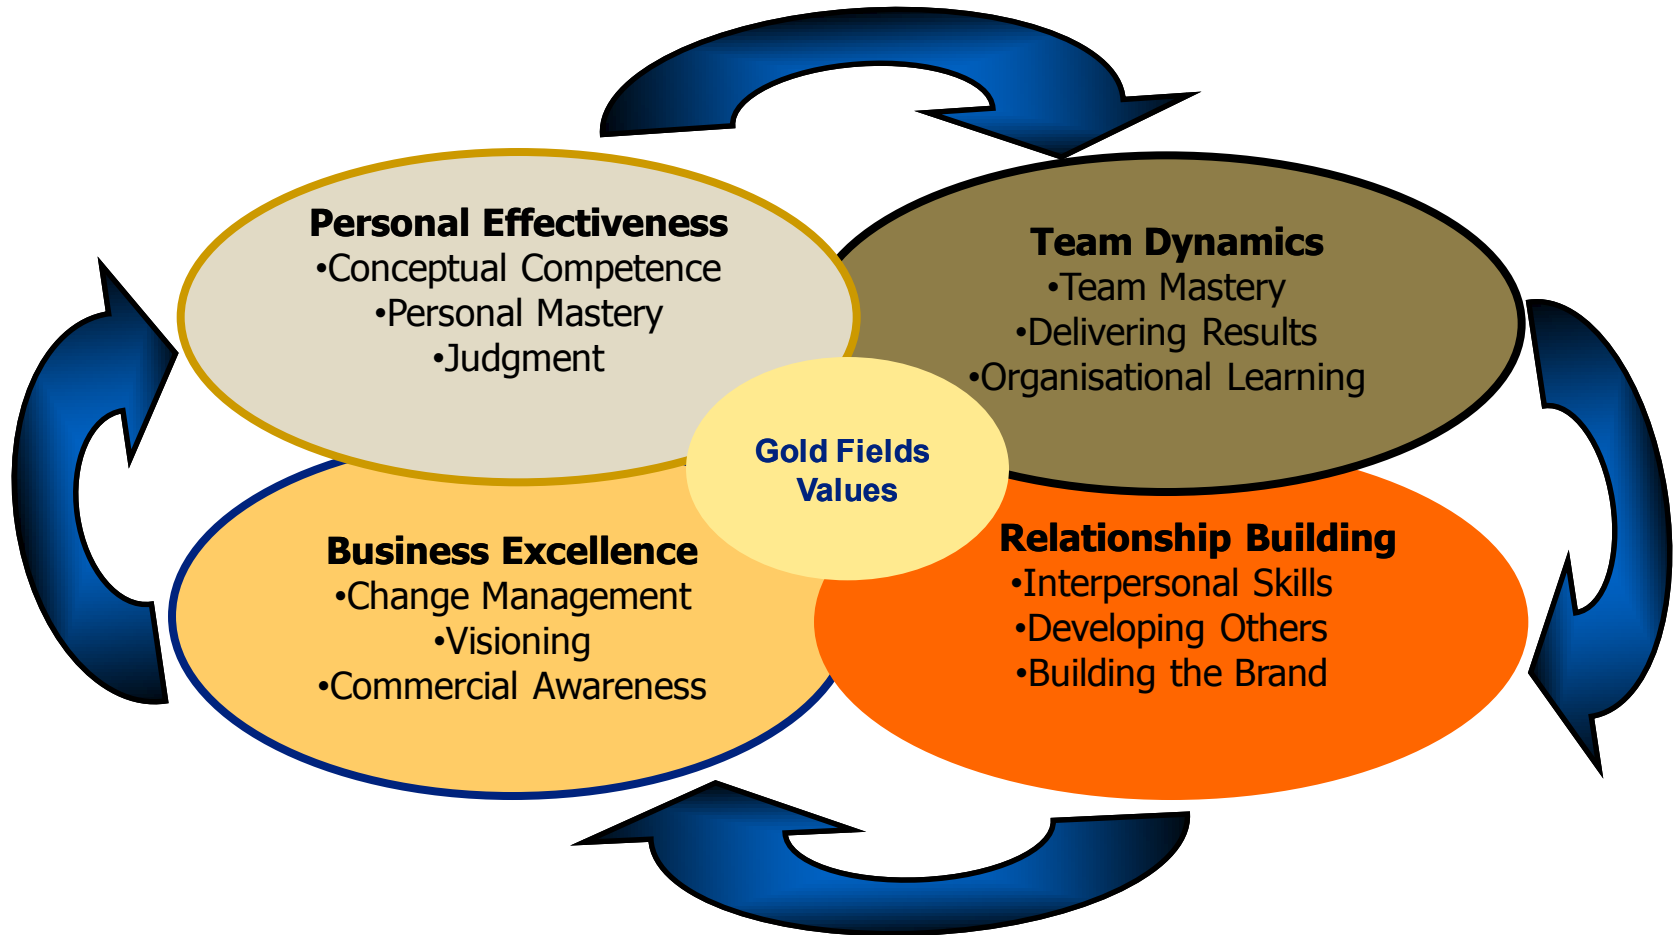 Personal Effectiveness
•Conceptual Competence
•Personal Mastery
•Judgment
Team Dynamics
•Team Mastery
•Delivering Results
•Organisational Learning
Gold Fields
Values
Business Excellence
•Change Management
•Visioning
•Commercial Awareness
Relationship Building
•Interpersonal Skills
•Developing Others
•Building the Brand